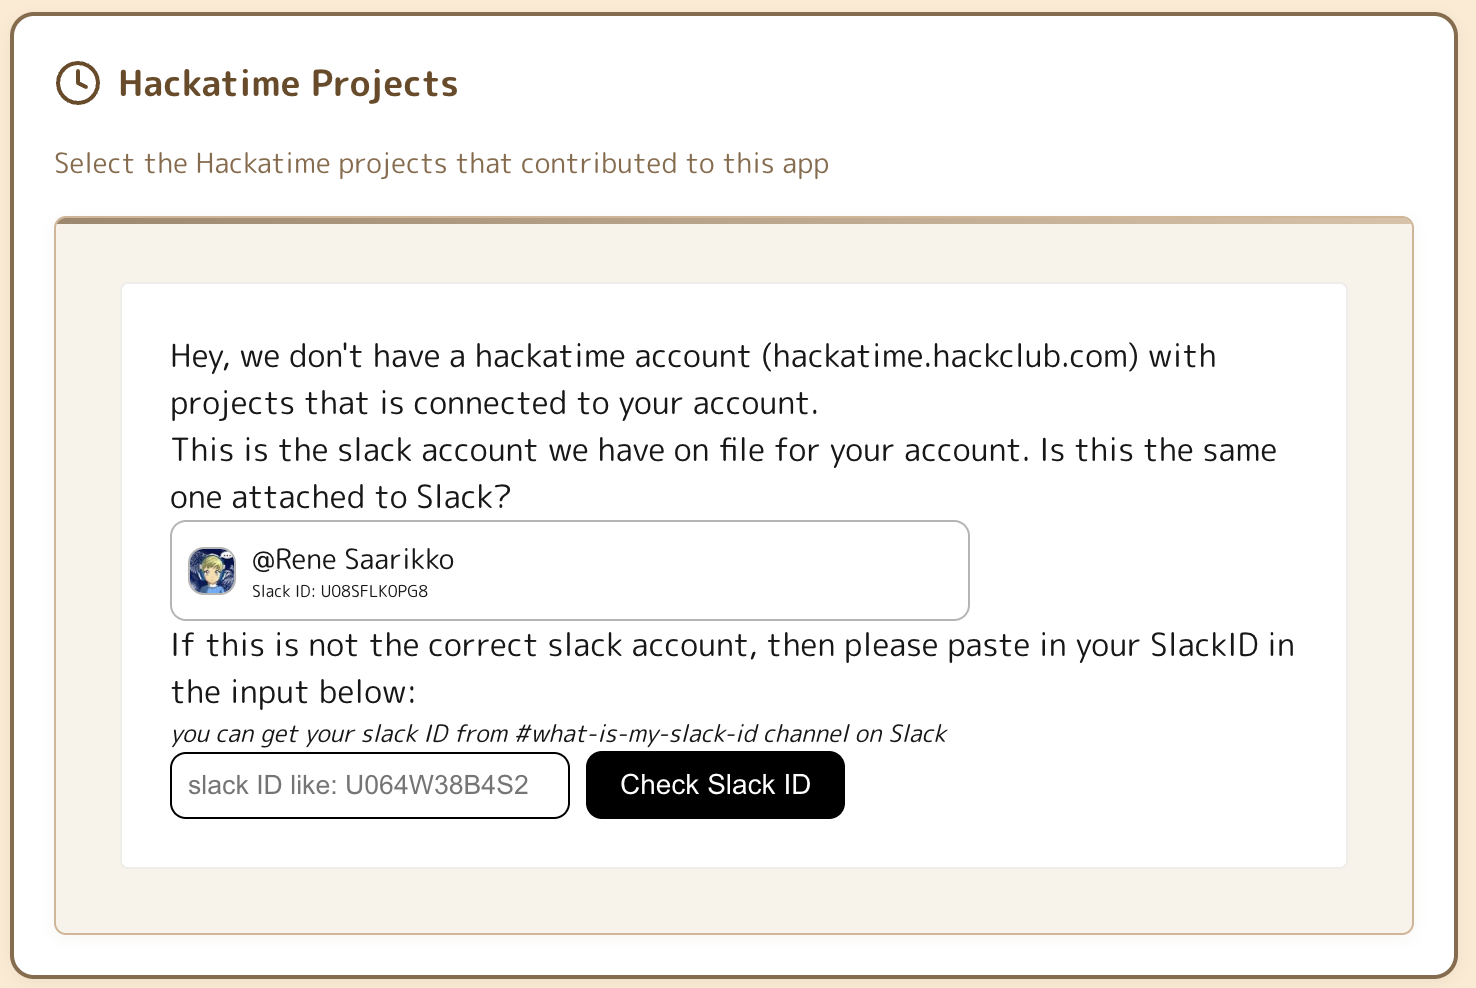 Hackatime Projects
Select the Hackatime projects that contributed to this app
Hey, we don't have a hackatime account (hackatime.hackclub.com) with
projects that is connected to your account.
This is the slack account we have on file for your account. Is this the same
one attached to Slack?
@Rene Saarikko
Slack ID: U08SFLK0PG8
If this is not the correct slack account, then please paste in your SlackID in
the input below:
you can get your slack ID from #what-is-my-slack-id channel on Slack
slack ID like: U064W38B4S2
Check Slack ID